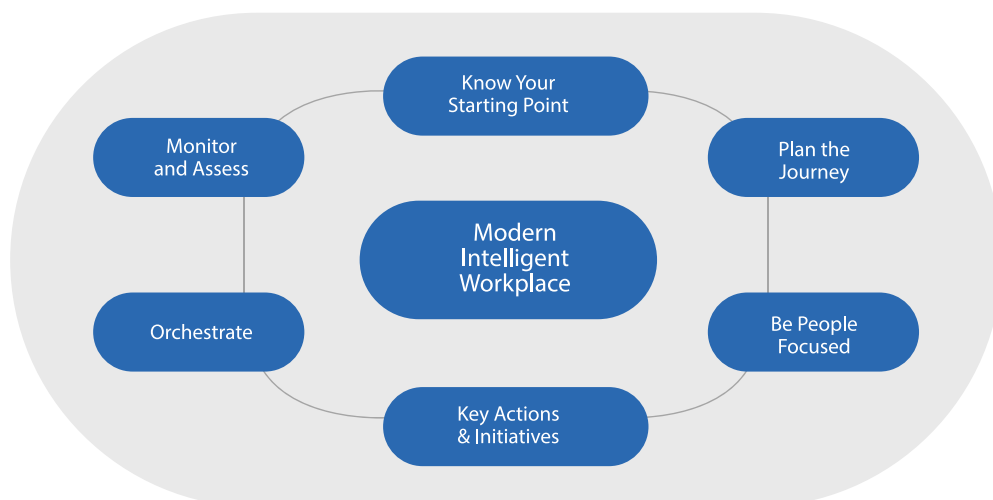 Know Your
Starting Point
Monitor
and Assess
Plan the
Journey
Modern
Intelligent
Workplace
Orchestrate
Be People
Focused
Key Actions
& Initiatives